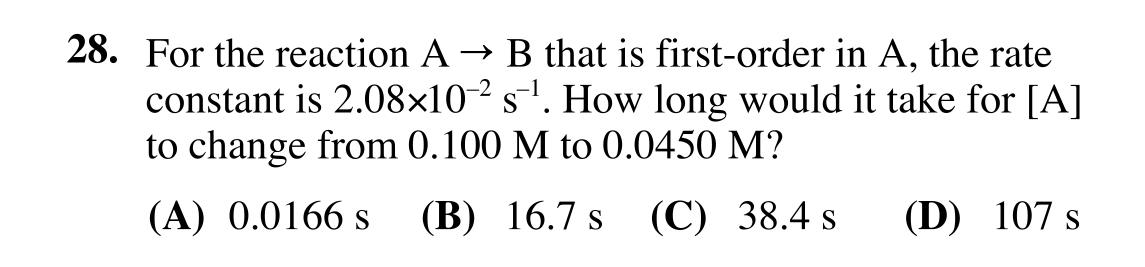 28. For the reaction A → B that is first-order in A, the rate
constant is 2.08×10⁻² s⁻¹. How long would it take for [A]
to change from 0.100 M to 0.0450 M?
(A) 0.0166 s (B) 16.7 s (C) 38.4 s (D) 107 s